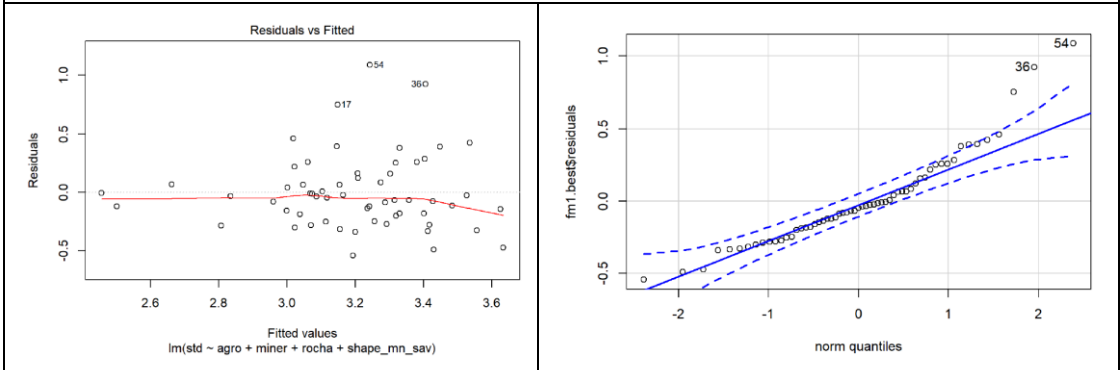 Residuals vs Fitted
Residuals
1.0
0.5
0.0
-0.5
54
36
17
2.6 2.8 3.0 3.2 3.4 3.6
Fitted values
lm(std ~ agro + miner + rocha + shape_mn_sav)
fm1.best$residuals
1.0
0.5
0.0
-0.5
54
36
-2 -1 0 1 2
norm quantiles